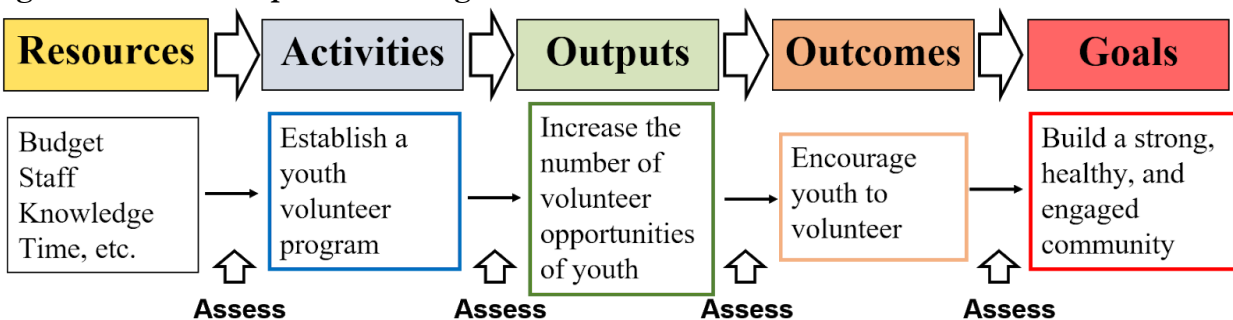 Resources
Activities
Outputs
Outcomes
Goals
Budget
Staff
Knowledge
Time, etc.
Establish a
youth
volunteer
program
Increase the
number of
volunteer
opportunities
of youth
Encourage
youth to
volunteer
Build a strong,
healthy, and
engaged
community
Assess
Assess
Assess
Assess